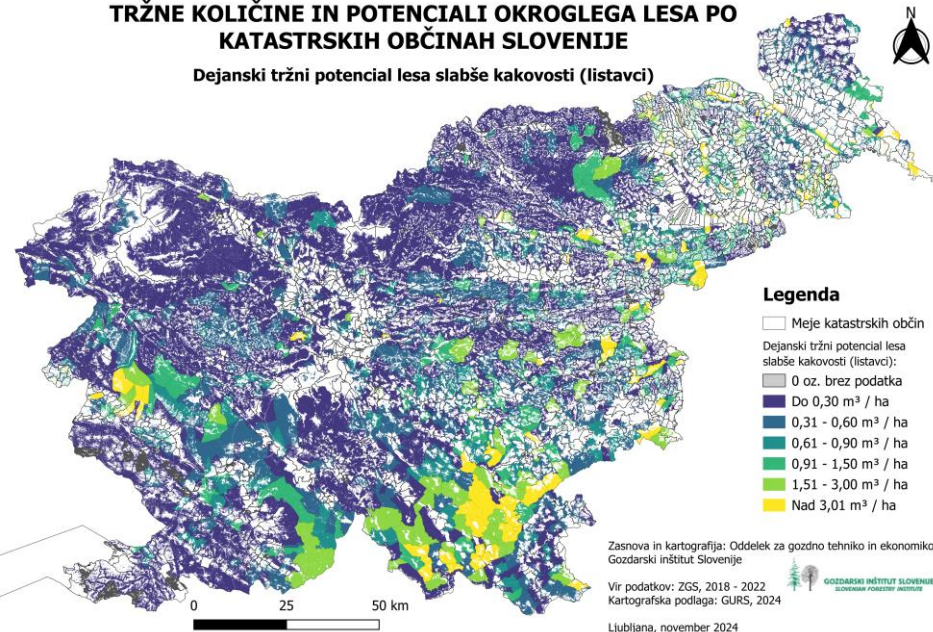 TRŽNE KOLIČINE IN POTENCIALI OKROGLEGA LESA PO
KATASTRSKIH OBČINAH SLOVENIJE
Dejanski tržni potencial lesa slabše kakovosti (listavci)
N
Legenda
Meje katastrskih občin
Dejanski tržni potencial lesa
slabše kakovosti (listavci):
0 oz. brez podatka
Do 0,30 m³ / ha
0,31 - 0,60 m³ / ha
0,61 - 0,90 m³ / ha
0,91 - 1,50 m³ / ha
1,51 - 3,00 m³ / ha
Nad 3,01 m³ / ha
Zasnova in kartografija: Oddelek za gozdno tehniko in ekonomiko
Gozdarski inštitut Slovenije
GOZDARSKI INŠTITUT SLOVENIJE
SLOVENIAN FORESTRY INSTITUTE
Vir podatkov: ZGS, 2018 - 2022
Kartografska podlaga: GURS, 2024
Ljubljana, november 2024
0 25 50 km